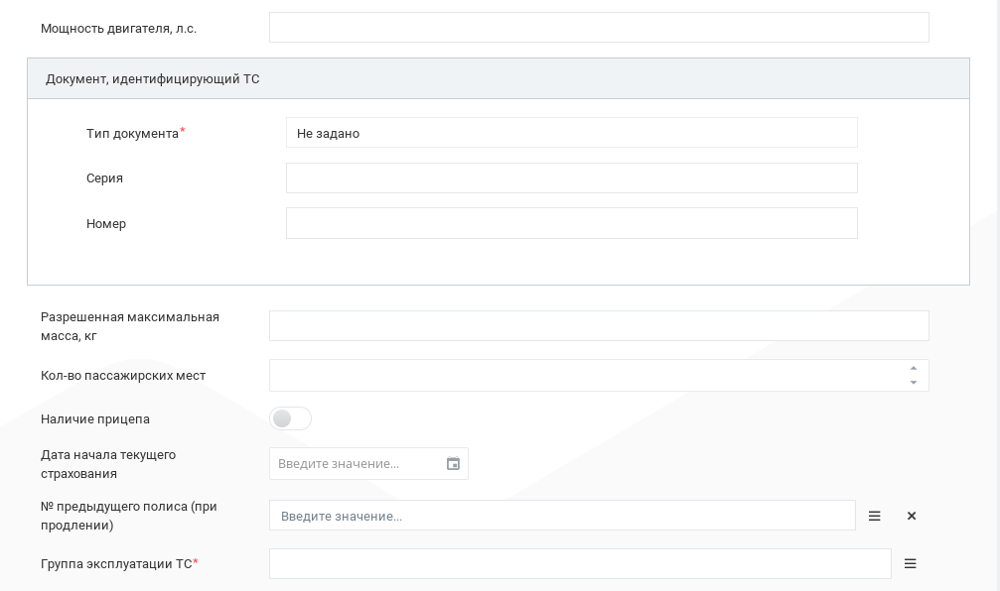 Мощность двигателя, л.с.
Документ, идентифицирующий ТС
Тип документа*
Не задано
Серия
Номер
Разрешенная максимальная
масса, кг
Кол-во пассажирских мест
Наличие прицепа
Дата начала текущего
страхования
Введите значение...
№ предыдущего полиса (при
продлении)
Введите значение...
Группа эксплуатации ТС*